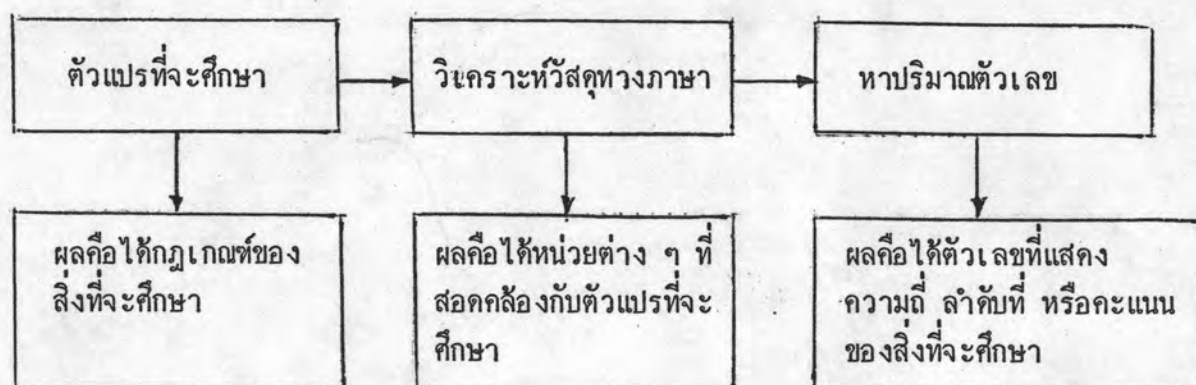 ตัวแปรที่จะศึกษา
วิเคราะห์วัสดุทางภาษา
หาปริมาณตัวเลข
ผลคือได้กฎเกณฑ์ของ
สิ่งที่จะศึกษา
ผลคือได้หน่วยต่าง ๆ ที่
สอดคล้องกับตัวแปรที่จะ
ศึกษา
ผลคือได้ตัวเลขที่แสดง
ความถี่ ลำดับที่ หรือคะแนน
ของสิ่งที่จะศึกษา